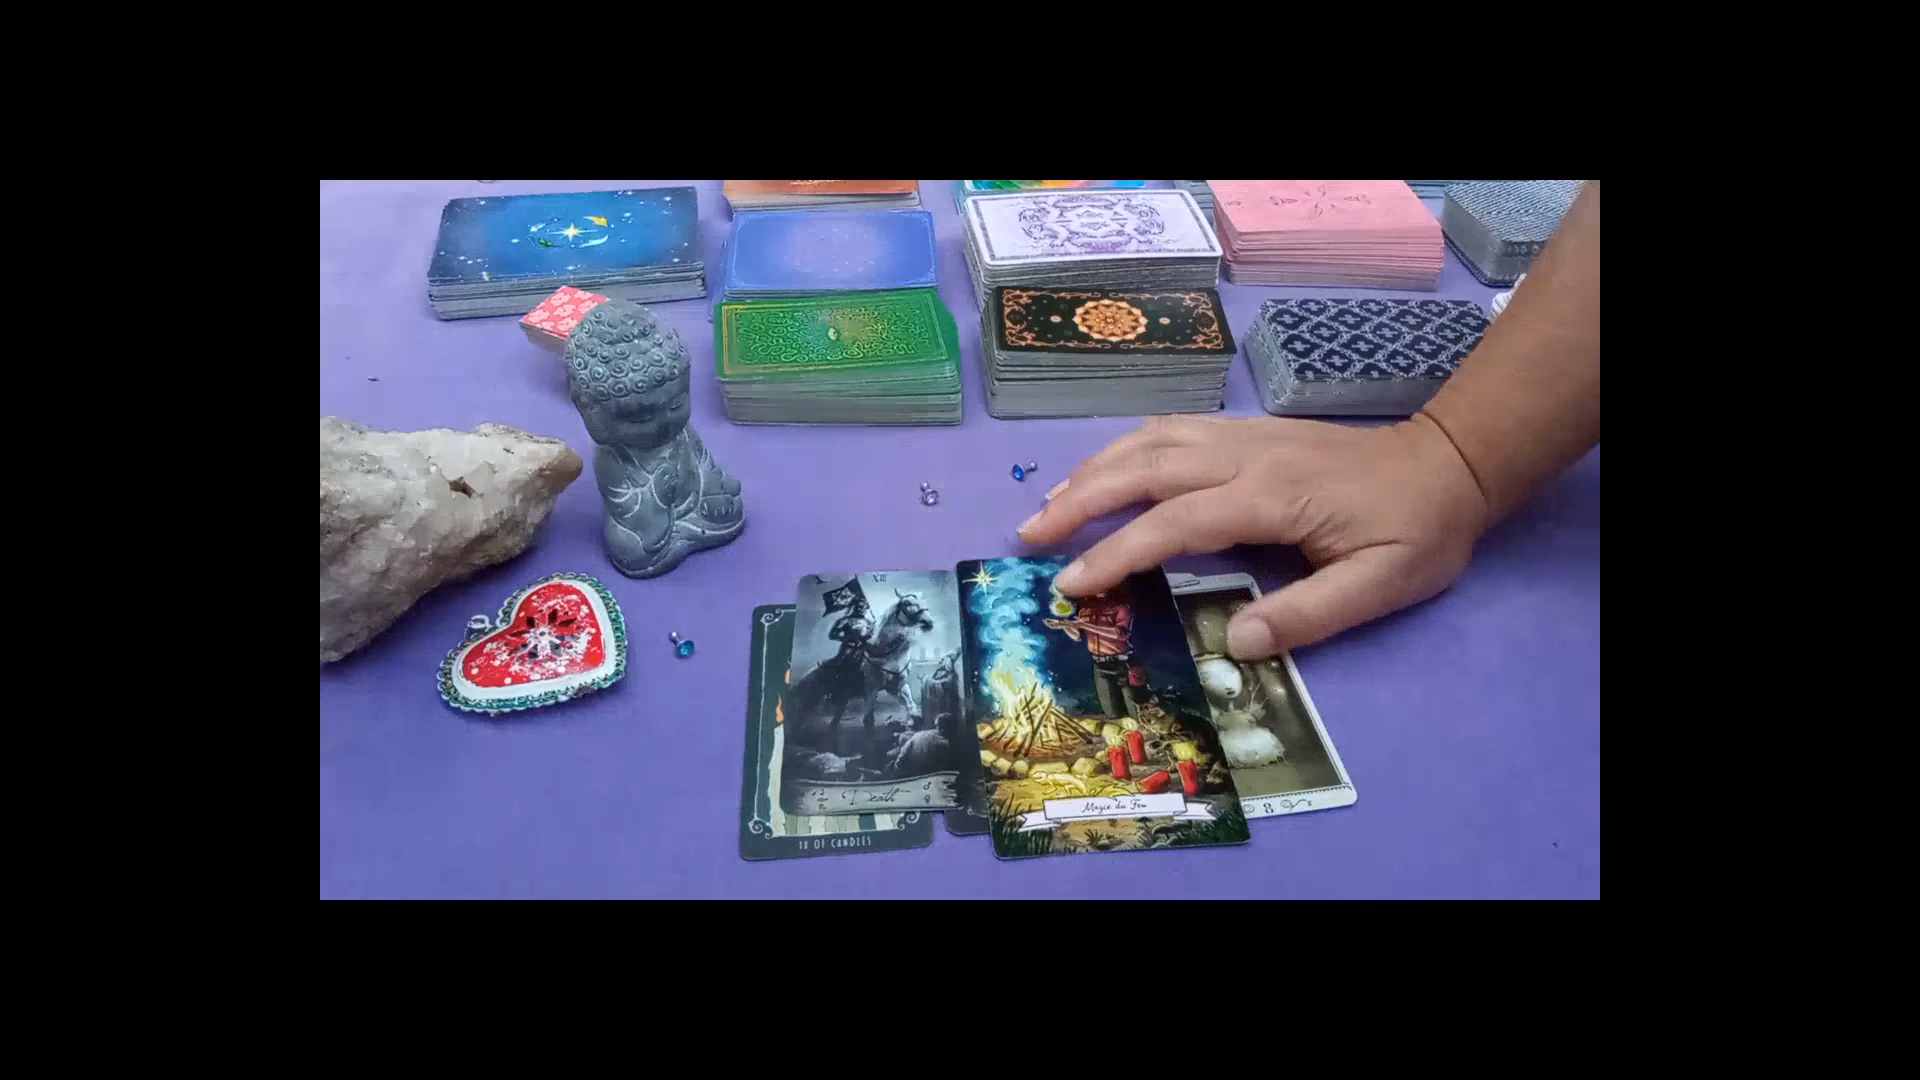 XIII
Death
Magie du Feu
IX OF CANDLES
8